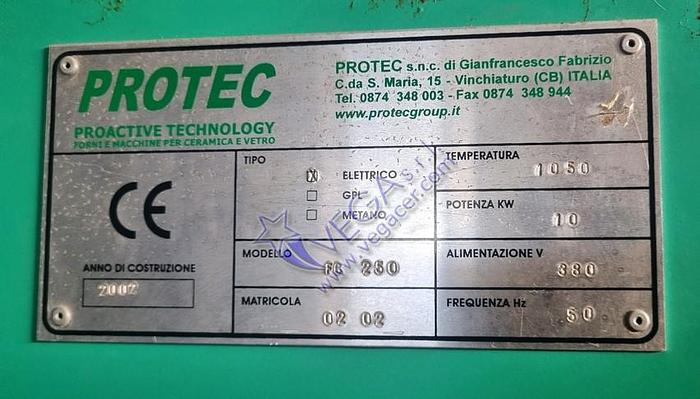 PROTEC
PROACTIVE TECHNOLOGY
FORNI E MACCHINE PER CERAMICA E VETRO
PROTEC s.n.c. di Gianfrancesco Fabrizio
C.da S. Maria, 15 - Vinchiaturo (CB) ITALIA
Tel. 0874 348 003 - Fax 0874 348 944
www.protecgroup.it
CE
ANNO DI COSTRUZIONE
2002
TIPO
X ELETTRICO
GPL
METANO
MODELLO
250
MATRICOLA
02 02
TEMPERATURA
1050
POTENZA KW
10
ALIMENTAZIONE V
380
FREQUENZA Hz
50
VEGA s.r.l.
www.vegacer.com